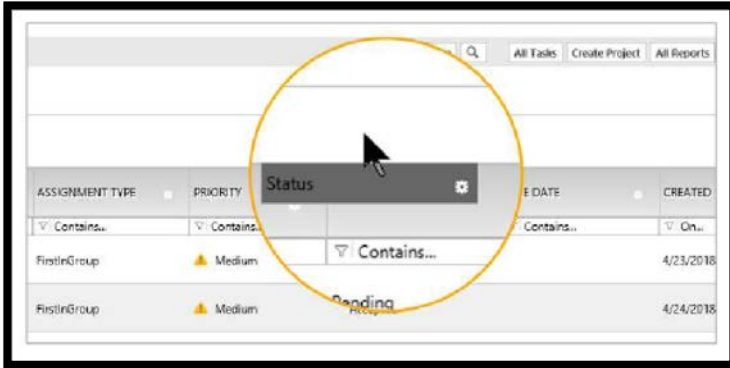 All Tasks Create Project All Reports
ASSIGNMENT TYPE PRIORITY Status E DATE CREATED
Contains... Contains... Contains... Contains... On...
FirstInGroup Medium 4/23/2018
FirstInGroup Medium Pending 4/24/2018